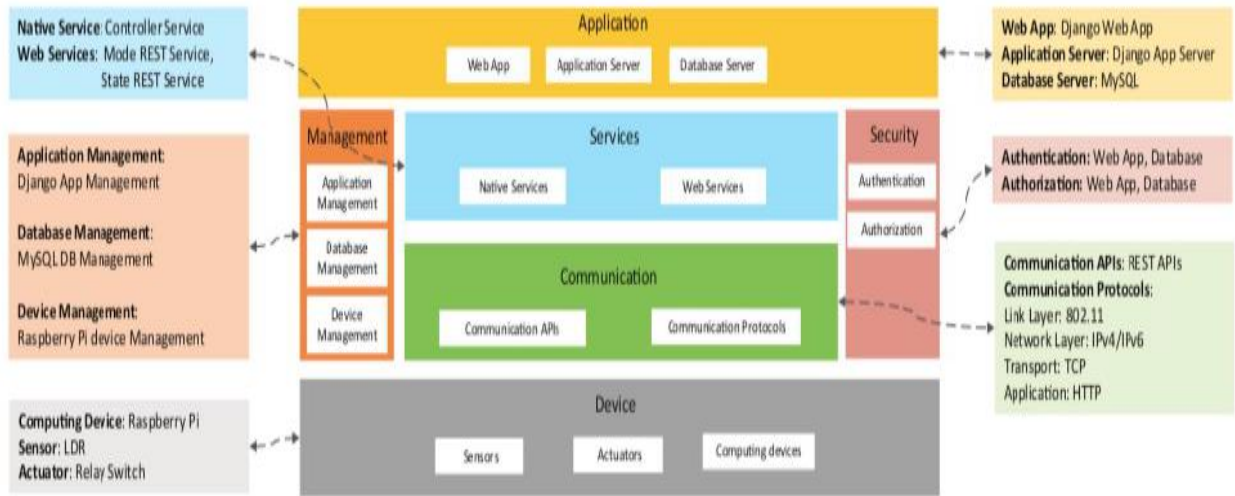 Native Service: Controller Service
Web Services: Mode REST Service,
State REST Service
Application Management:
Django App Management
Database Management:
MySQL DB Management
Device Management:
Raspberry Pi device Management
Computing Device: Raspberry Pi
Sensor: LDR
Actuator: Relay Switch
Application
Web App
Application Server
Database Server
Management
Application
Management
Database
Management
Device
Management
Services
Native Services
Web Services
Communication
Communication APIs
Communication Protocols
Security
Authentication
Authorization
Device
Sensors
Actuators
Computing devices
Web App: Django Web App
Application Server: Django App Server
Database Server: MySQL
Authentication: Web App, Database
Authorization: Web App, Database
Communication APIs: REST APIs
Communication Protocols:
Link Layer: 802.11
Network Layer: IPv4/IPv6
Transport: TCP
Application: HTTP